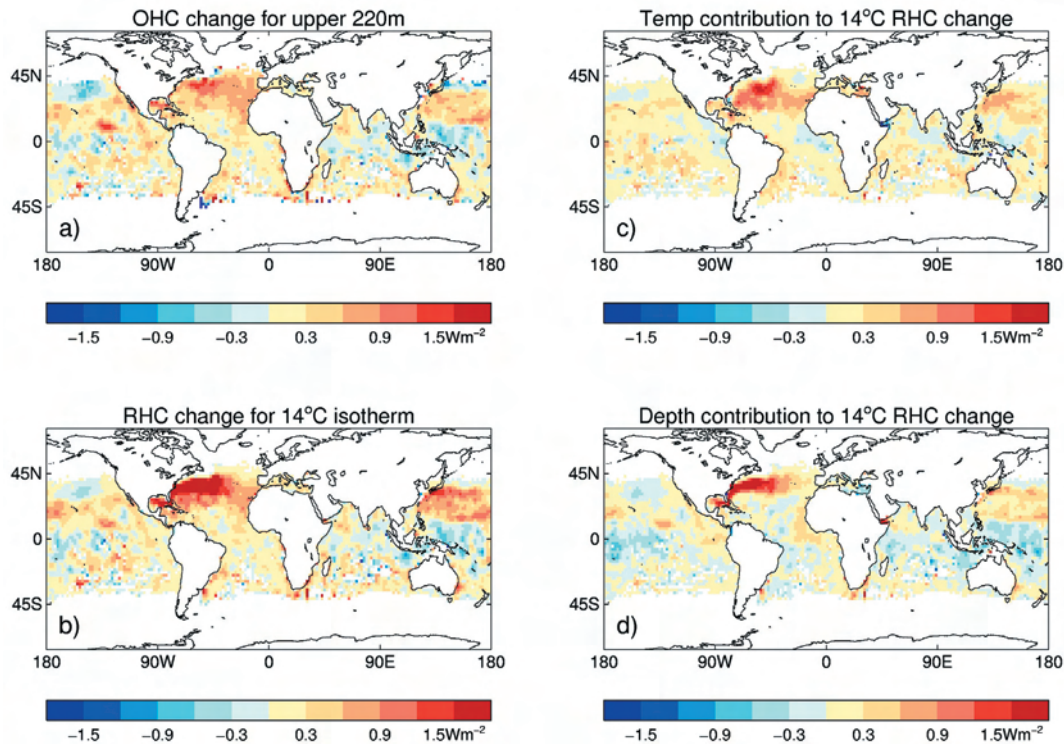 OHC change for upper 220m
45N
0
45S
a)
180 90W 0 90E 180
−1.5 −0.9 −0.3 0.3 0.9 1.5Wm⁻²
Temp contribution to 14°C RHC change
45N
0
45S
c)
180 90W 0 90E 180
−1.5 −0.9 −0.3 0.3 0.9 1.5Wm⁻²
RHC change for 14°C isotherm
45N
0
45S
b)
180 90W 0 90E 180
−1.5 −0.9 −0.3 0.3 0.9 1.5Wm⁻²
Depth contribution to 14°C RHC change
45N
0
45S
d)
180 90W 0 90E 180
−1.5 −0.9 −0.3 0.3 0.9 1.5Wm⁻²